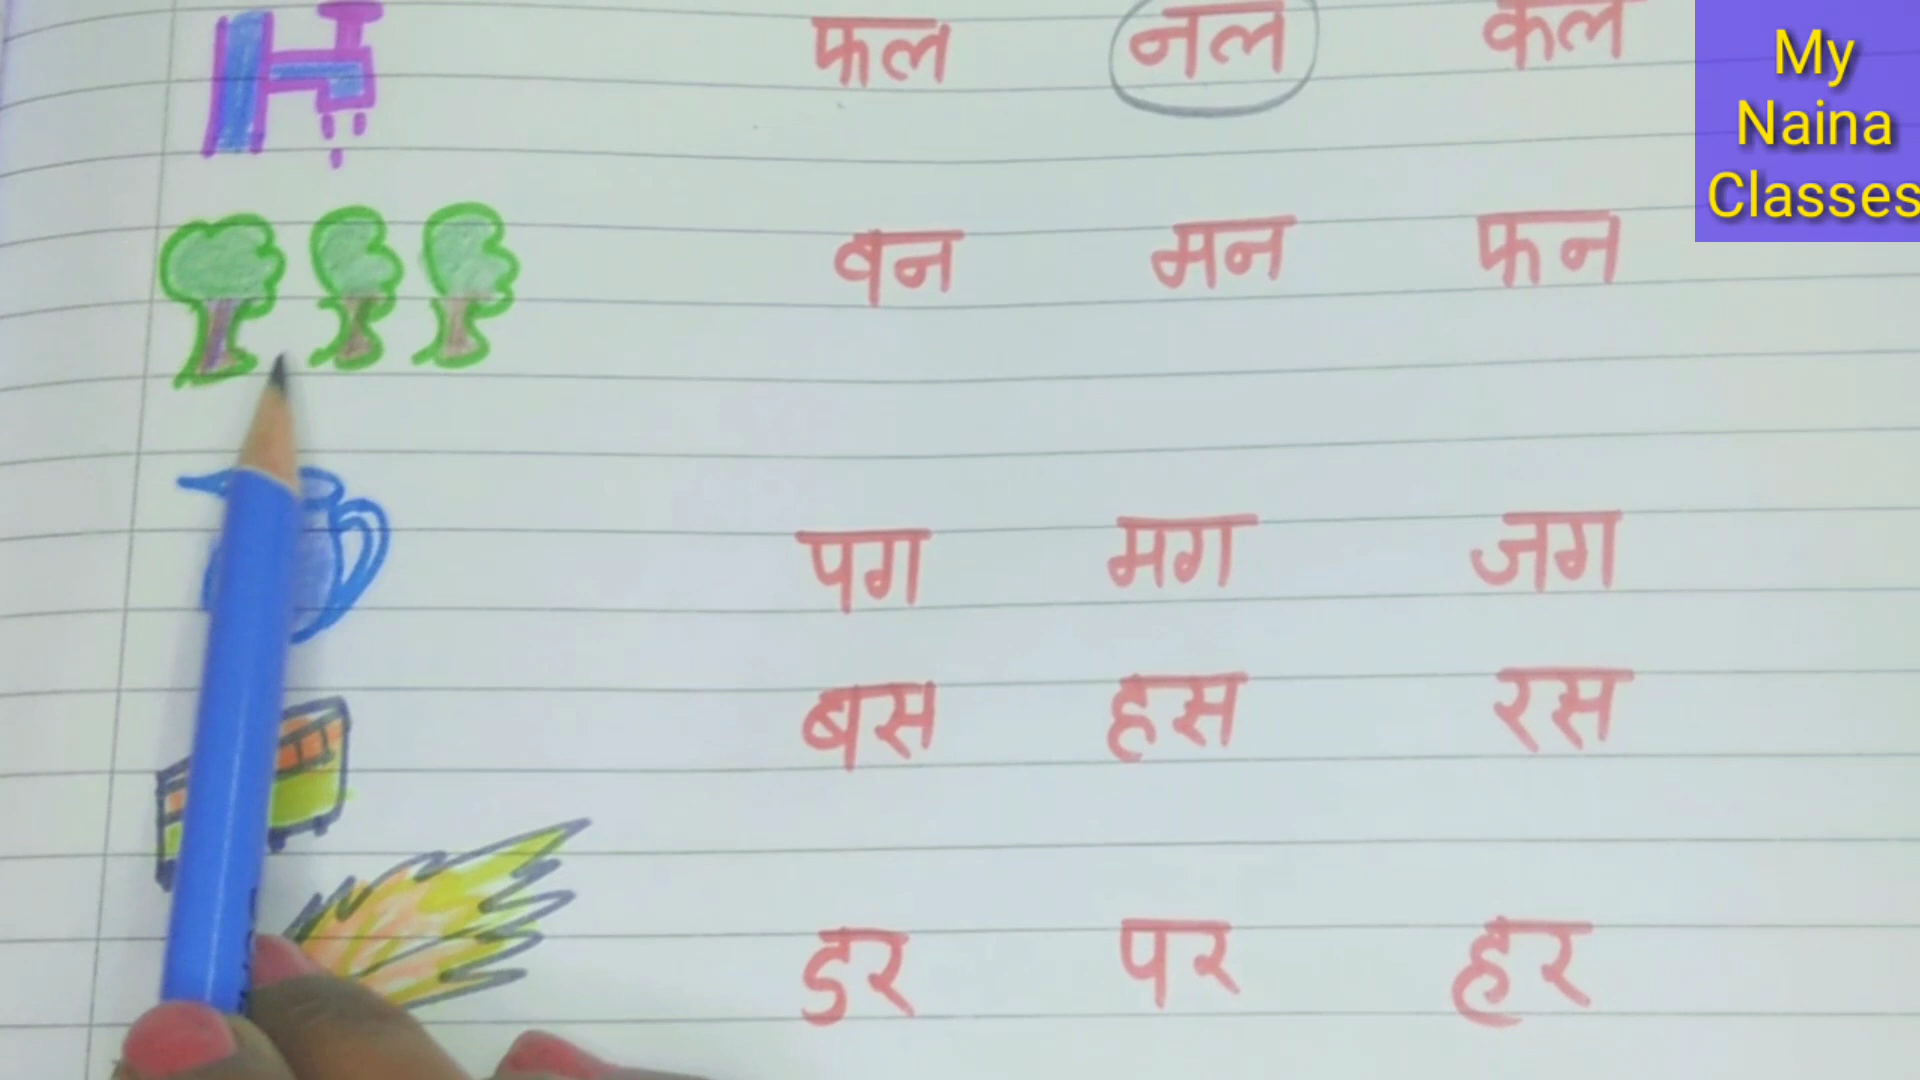 फल नल कल
वन मन फन
पग मग जग
बस हस रस
डर पर हर
My
Naina
Classes